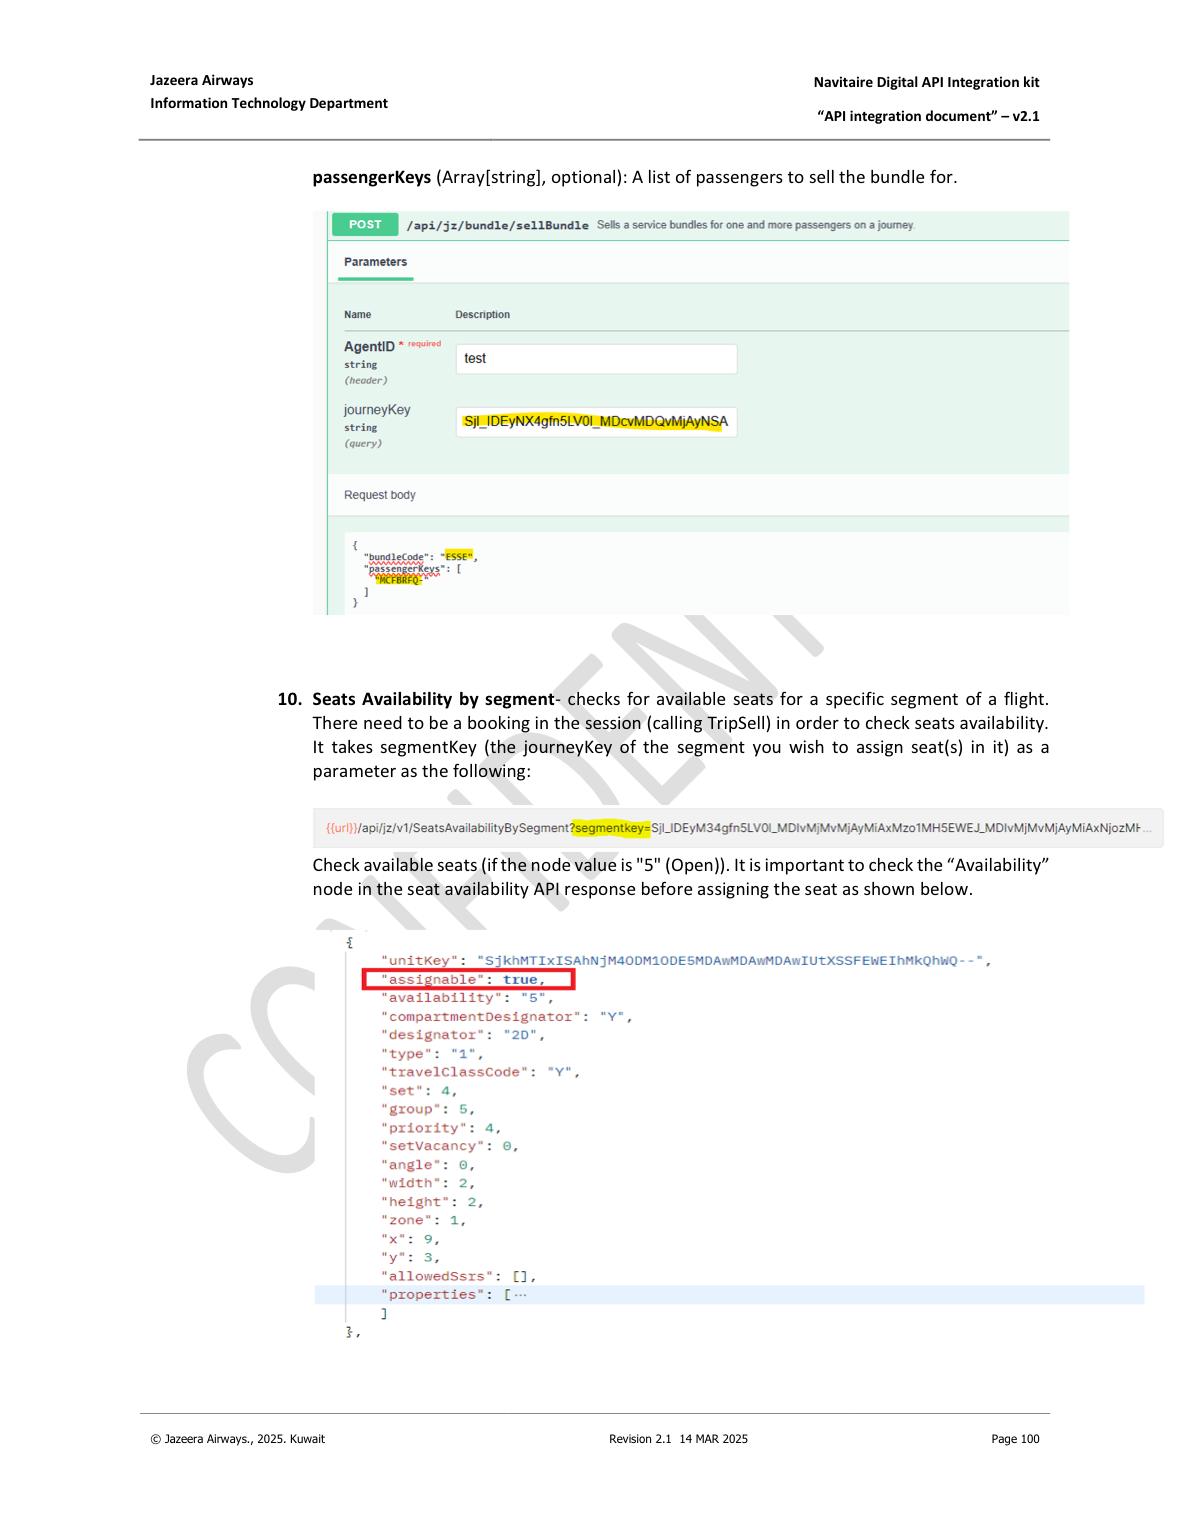 Jazeera Airways
Information Technology Department
Navitaire Digital API Integration kit
“API integration document” – v2.1
passengerKeys (Array[string], optional): A list of passengers to sell the bundle for.
POST /api/jz/bundle/sellBundle Sells a service bundles for one and more passengers on a journey.
Parameters
Name Description
AgentID * required
string
(header)
test
journeyKey
string
(query)
SjI_IDEyNX4gfn5LV0l_MDcvMDQvMjAyNSA
Request body
{
"bundleCode": "ESSE",
"passengerKeys": [
"MCFBRFQ-"
]
}
10. Seats Availability by segment- checks for available seats for a specific segment of a flight.
There need to be a booking in the session (calling TripSell) in order to check seats availability.
It takes segmentKey (the journeyKey of the segment you wish to assign seat(s) in it) as a
parameter as the following:
{{url}}/api/jz/v1/SeatsAvailabilityBySegment?segmentkey=SjI_IDEyM34gfn5LV0l_MDIvMjMvMjAyMiAxMzo1MH5EWEJ_MDIvMjMvMjAyMiAxNjozMH...
Check available seats (if the node value is "5" (Open)). It is important to check the “Availability”
node in the seat availability API response before assigning the seat as shown below.
{
"unitKey": "SjkhMTIxISAhNjM4ODM1ODE5MDAwMDAwMDAwIUtXSSFEWEIhMkQhWQ--",
"assignable": true,
"availability": "5",
"compartmentDesignator": "Y",
"designator": "2D",
"type": "1",
"travelClassCode": "Y",
"set": 4,
"group": 5,
"priority": 4,
"setVacancy": 0,
"angle": 0,
"width": 2,
"height": 2,
"zone": 1,
"x": 9,
"y": 3,
"allowedSsrs": [],
"properties": [ ...
]
},
© Jazeera Airways., 2025. Kuwait
Revision 2.1 14 MAR 2025
Page 100